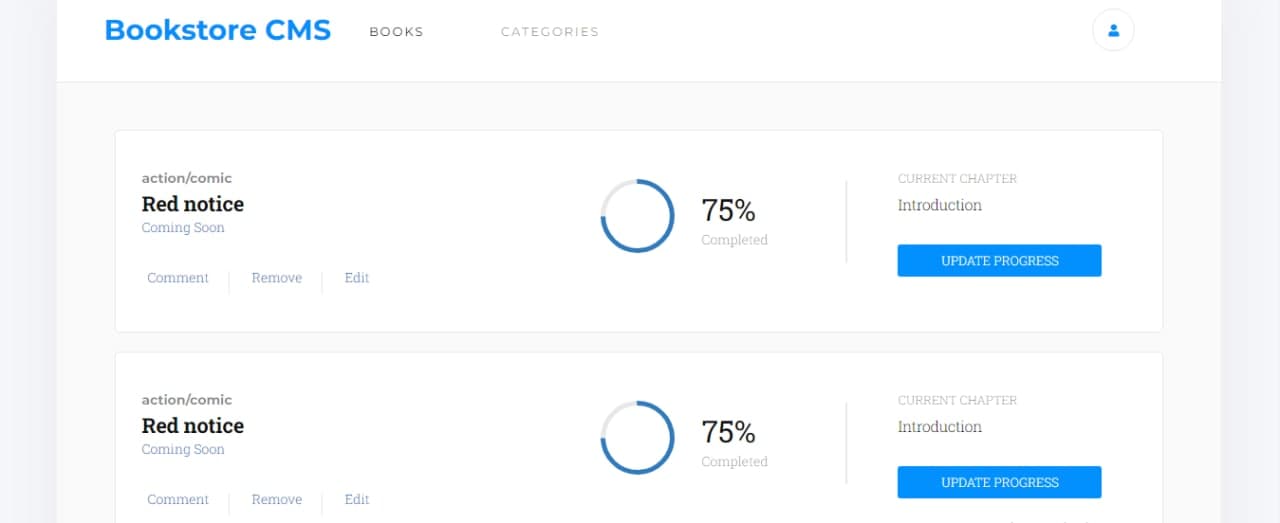 Bookstore CMS BOOKS CATEGORIES
action/comic
Red notice
Coming Soon
Comment Remove Edit
75%
Completed
CURRENT CHAPTER
Introduction
UPDATE PROGRESS
action/comic
Red notice
Coming Soon
Comment Remove Edit
75%
Completed
CURRENT CHAPTER
Introduction
UPDATE PROGRESS